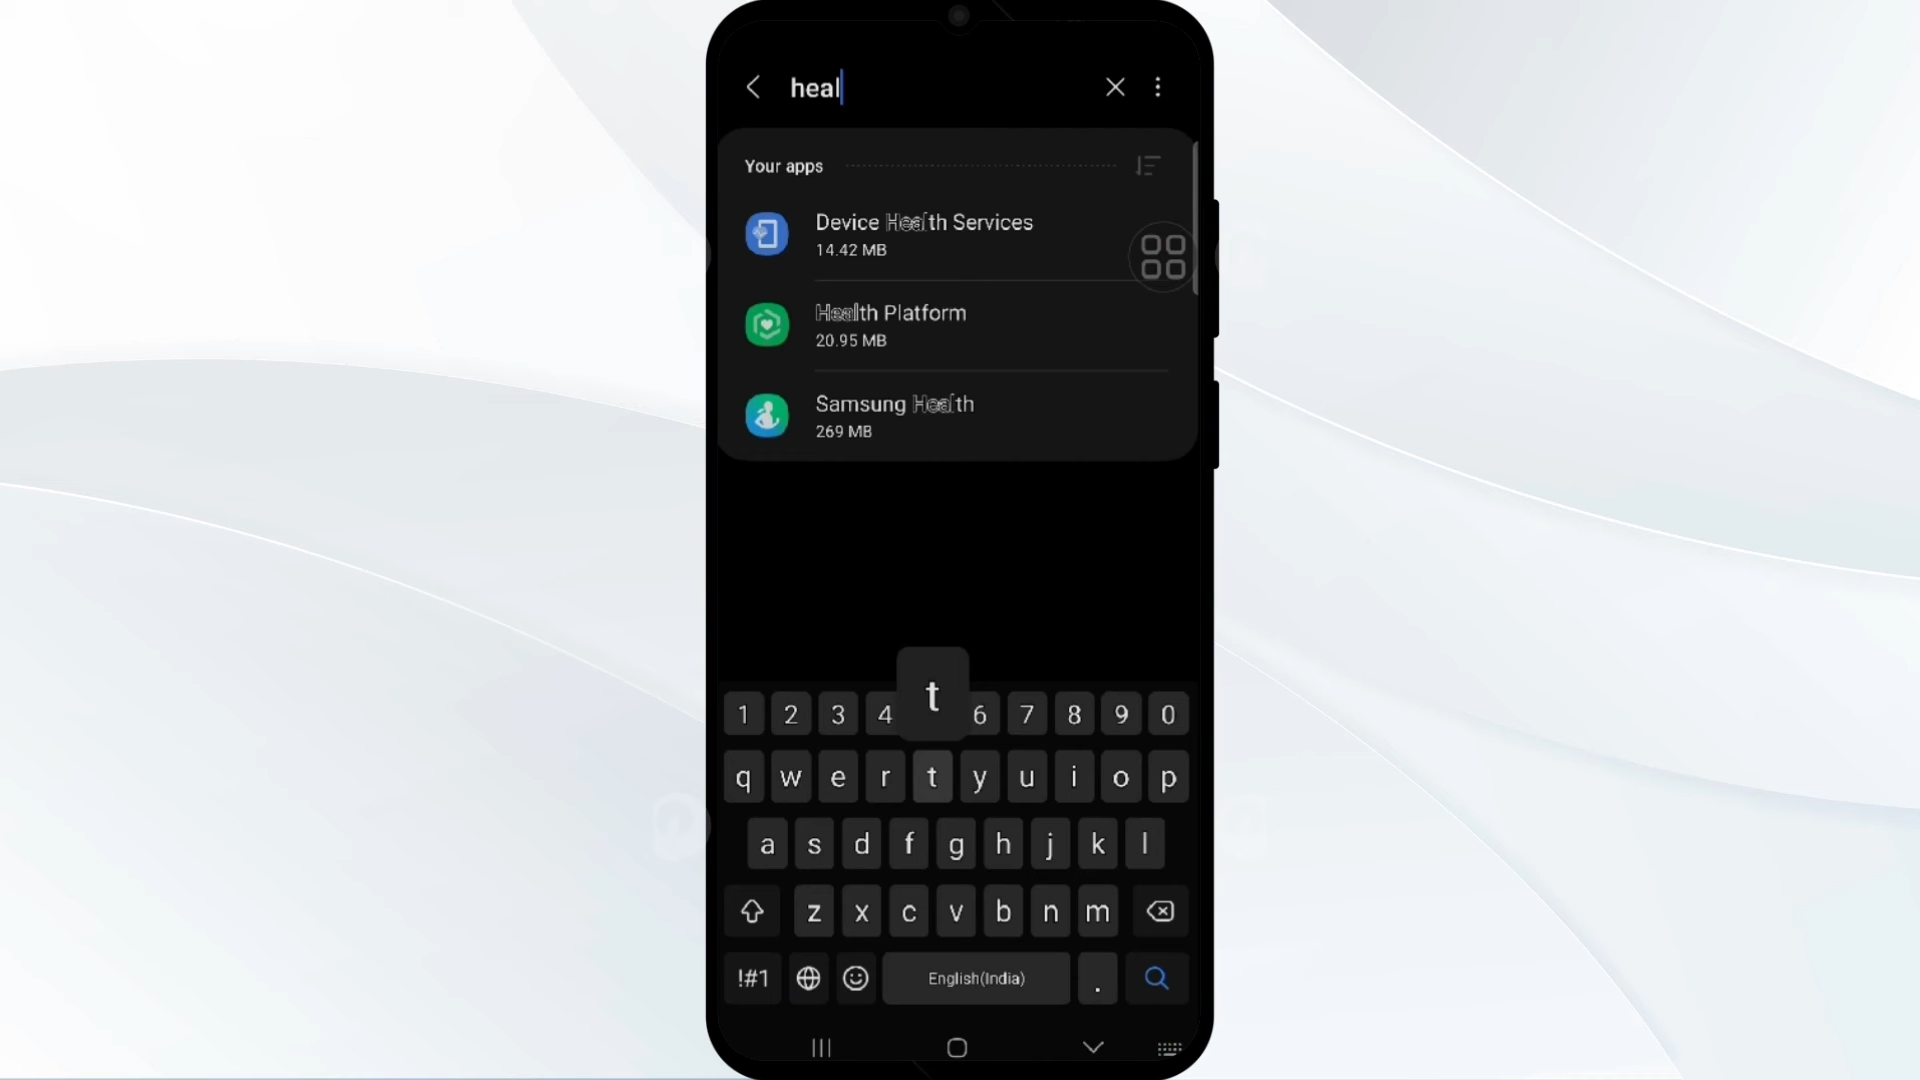 heal
Your apps
Device Health Services
14.42 MB
Health Platform
20.95 MB
Samsung Health
269 MB
t
1 2 3 4 6 7 8 9 0
q w e r t y u i o p
a s d f g h j k l
z x c v b n m
!#1 English(India) .